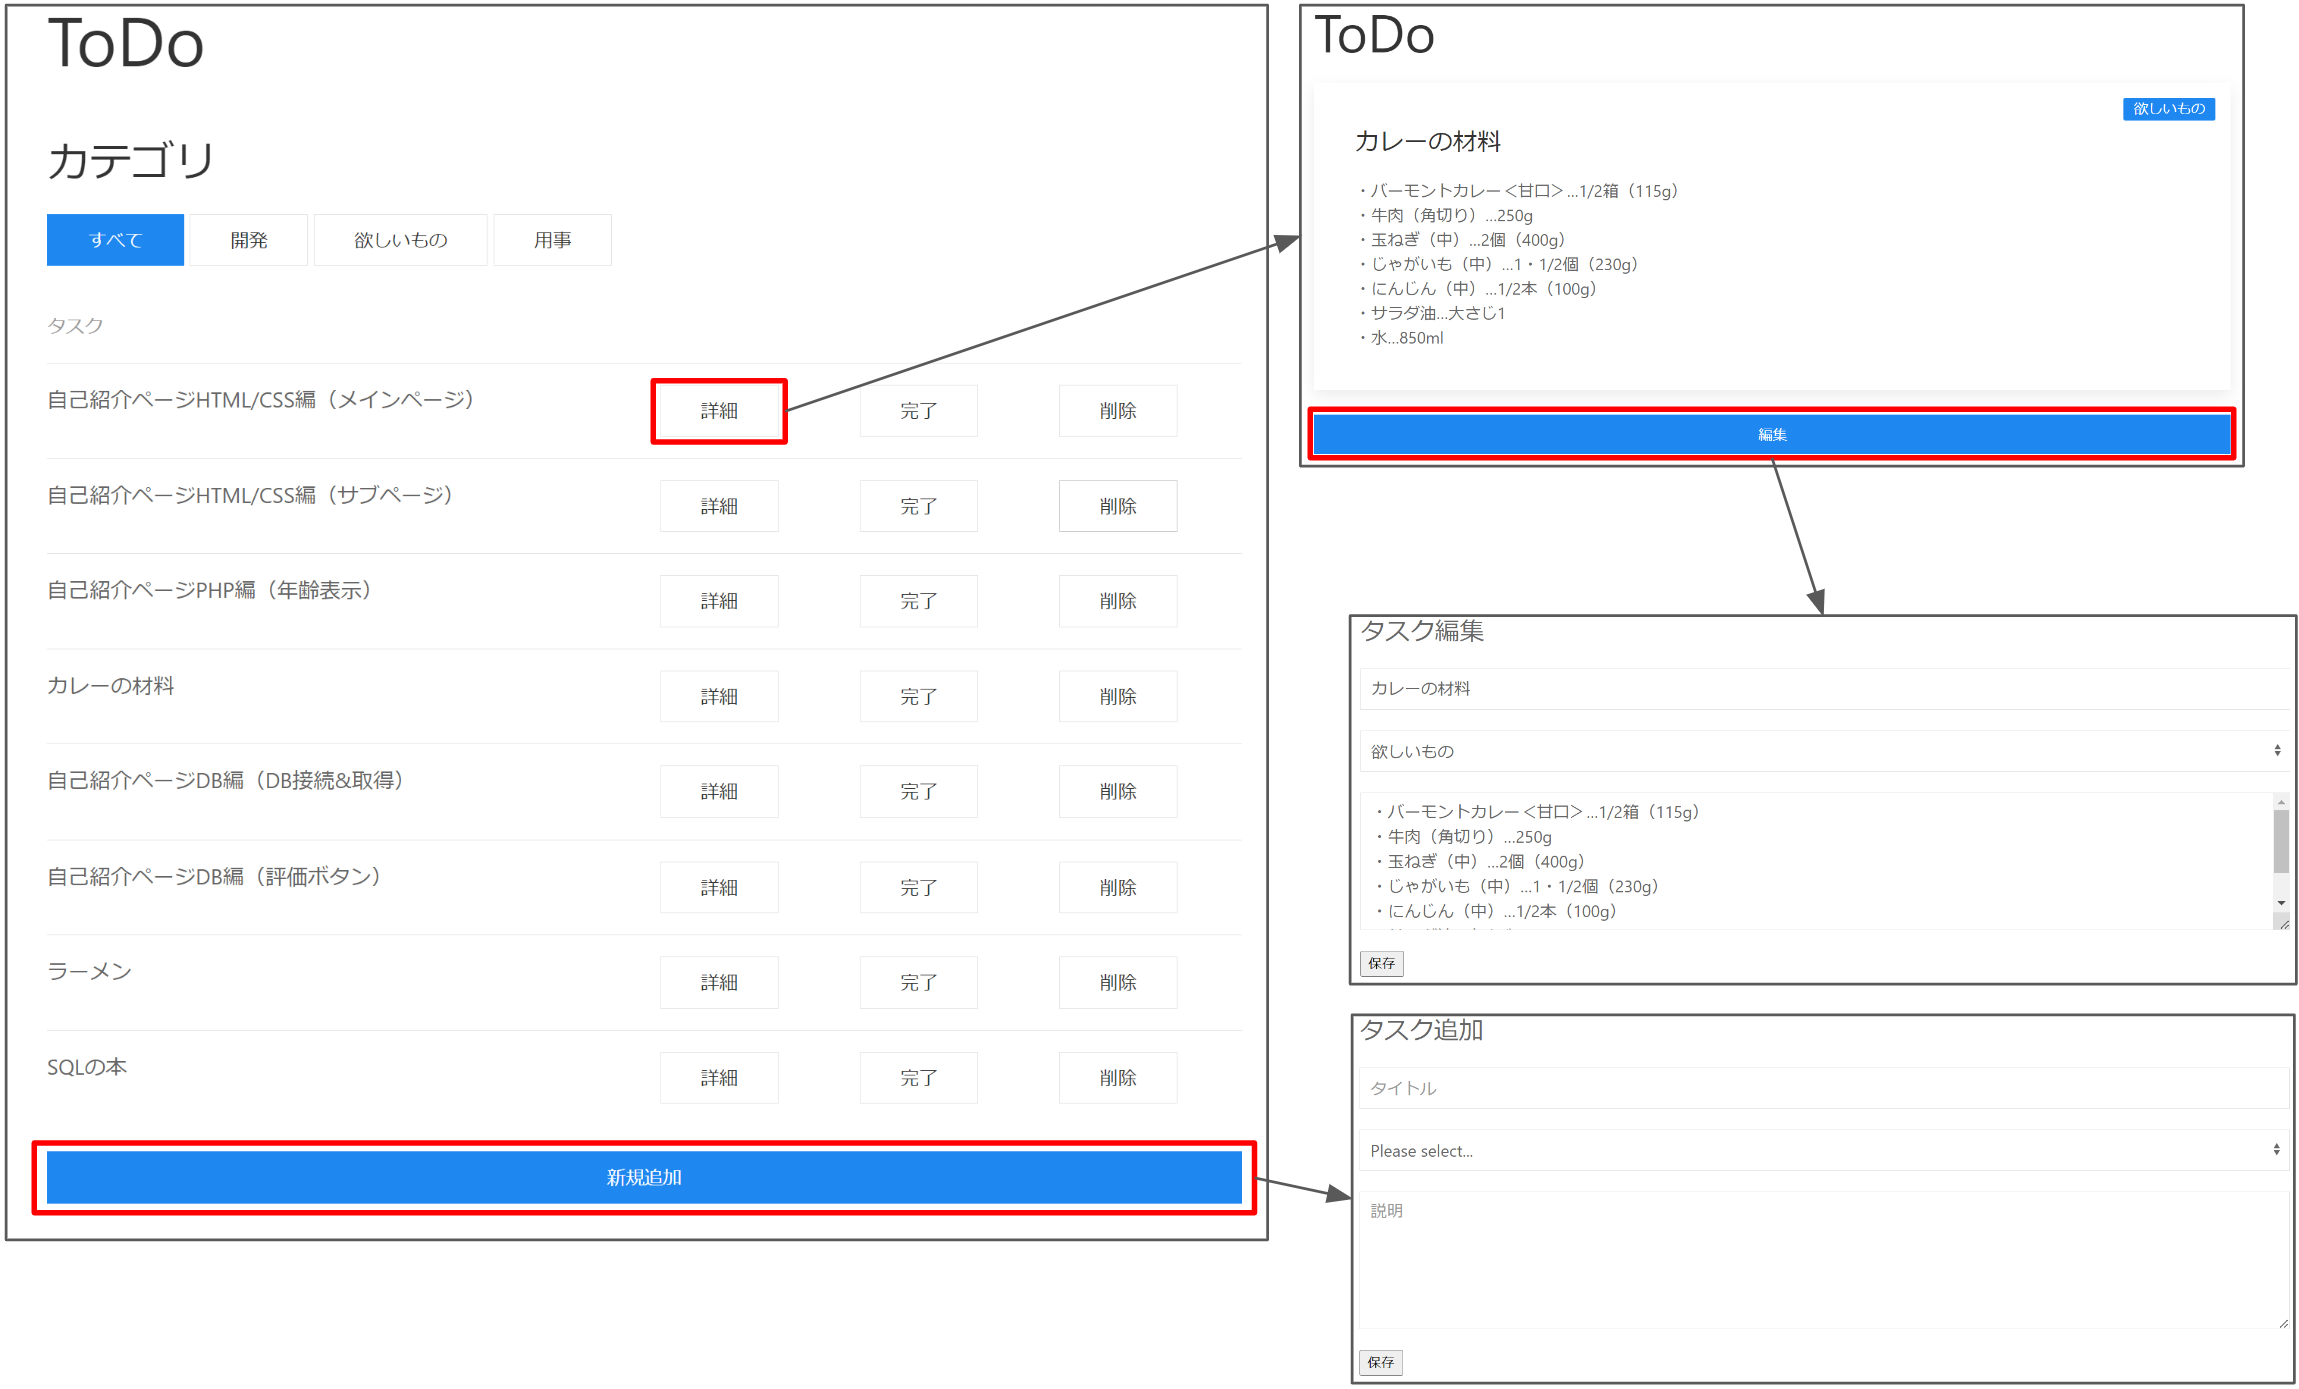 ToDo
カテゴリ
すべて
開発
欲しいもの
用事
タスク
自己紹介ページHTML/CSS編（メインページ）
詳細
完了
削除
自己紹介ページHTML/CSS編（サブページ）
詳細
完了
削除
自己紹介ページPHP編（年齢表示）
詳細
完了
削除
カレーの材料
詳細
完了
削除
自己紹介ページDB編（DB接続&取得）
詳細
完了
削除
自己紹介ページDB編（評価ボタン）
詳細
完了
削除
ラーメン
詳細
完了
削除
SQLの本
詳細
完了
削除
新規追加
ToDo
欲しいもの
カレーの材料
・バーモントカレー＜甘口＞…1/2箱（115g）
・牛肉（角切り）…250g
・玉ねぎ（中）…2個（400g）
・じゃがいも（中）…1・1/2個（230g）
・にんじん（中）…1/2本（100g）
・サラダ油…大さじ1
・水…850ml
編集
タスク編集
カレーの材料
欲しいもの
・バーモントカレー＜甘口＞…1/2箱（115g）
・牛肉（角切り）…250g
・玉ねぎ（中）…2個（400g）
・じゃがいも（中）…1・1/2個（230g）
・にんじん（中）…1/2本（100g）
保存
タスク追加
タイトル
Please select...
説明
保存